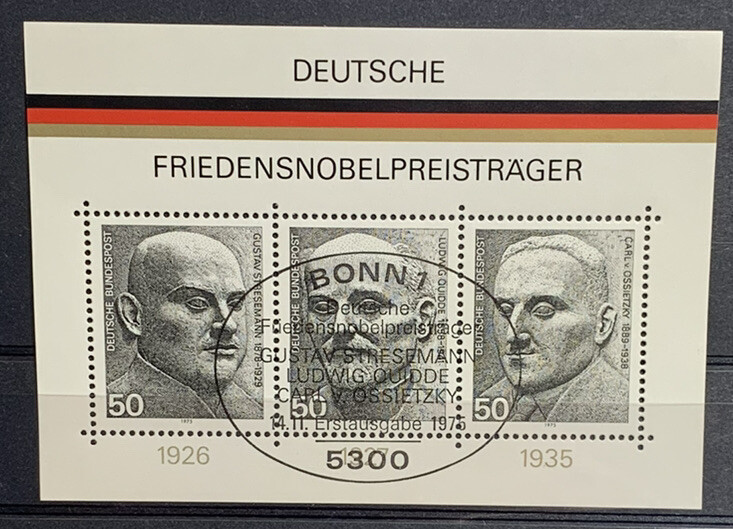 DEUTSCHE
FRIEDENSNOBELPREISTRÄGER
DEUTSCHE BUNDESPOST
GUSTAV STRESEMANN 1878-1929
50
1975
DEUTSCHE BUNDESPOST
LUDWIG QUIDDE
50
DEUTSCHE BUNDESPOST
CARL v. OSSIETZKY 1889-1938
50
1975
BONN 1
Deutsche
Friedensnobelpreisträger
GUSTAV STRESEMANN
LUDWIG QUIDDE
CARL V. OSSIETZKY
14.11. Erstausgabe 1975
5300
1926
1927
1935